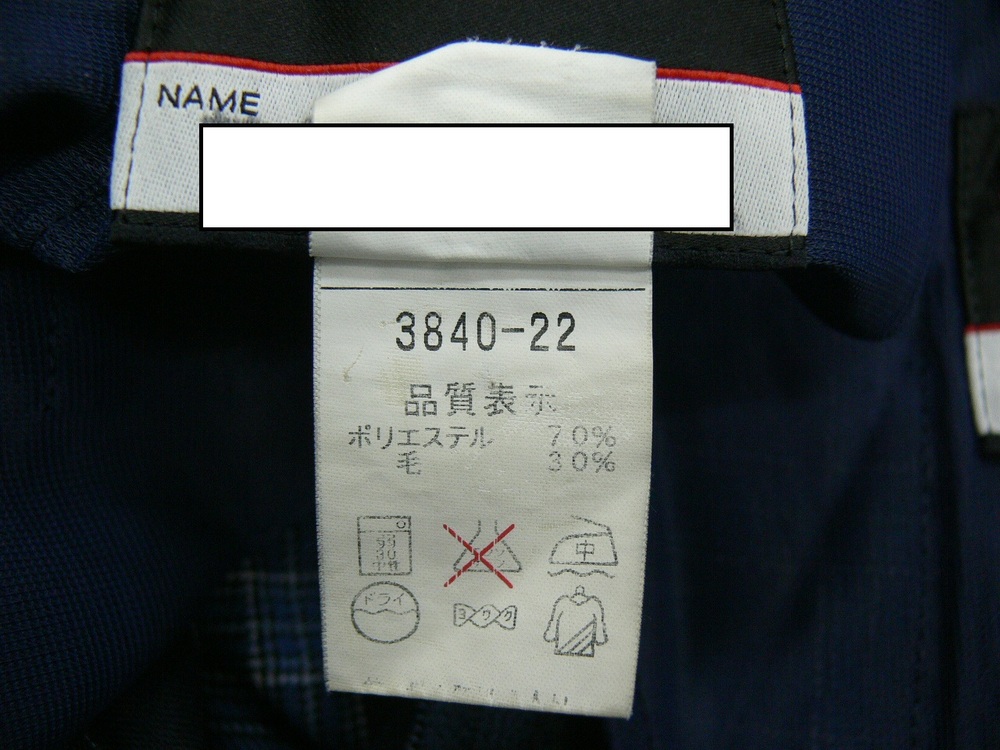 NAME
3840-22
品質表示
ポリエステル 70%
毛 30%
中
ドライ